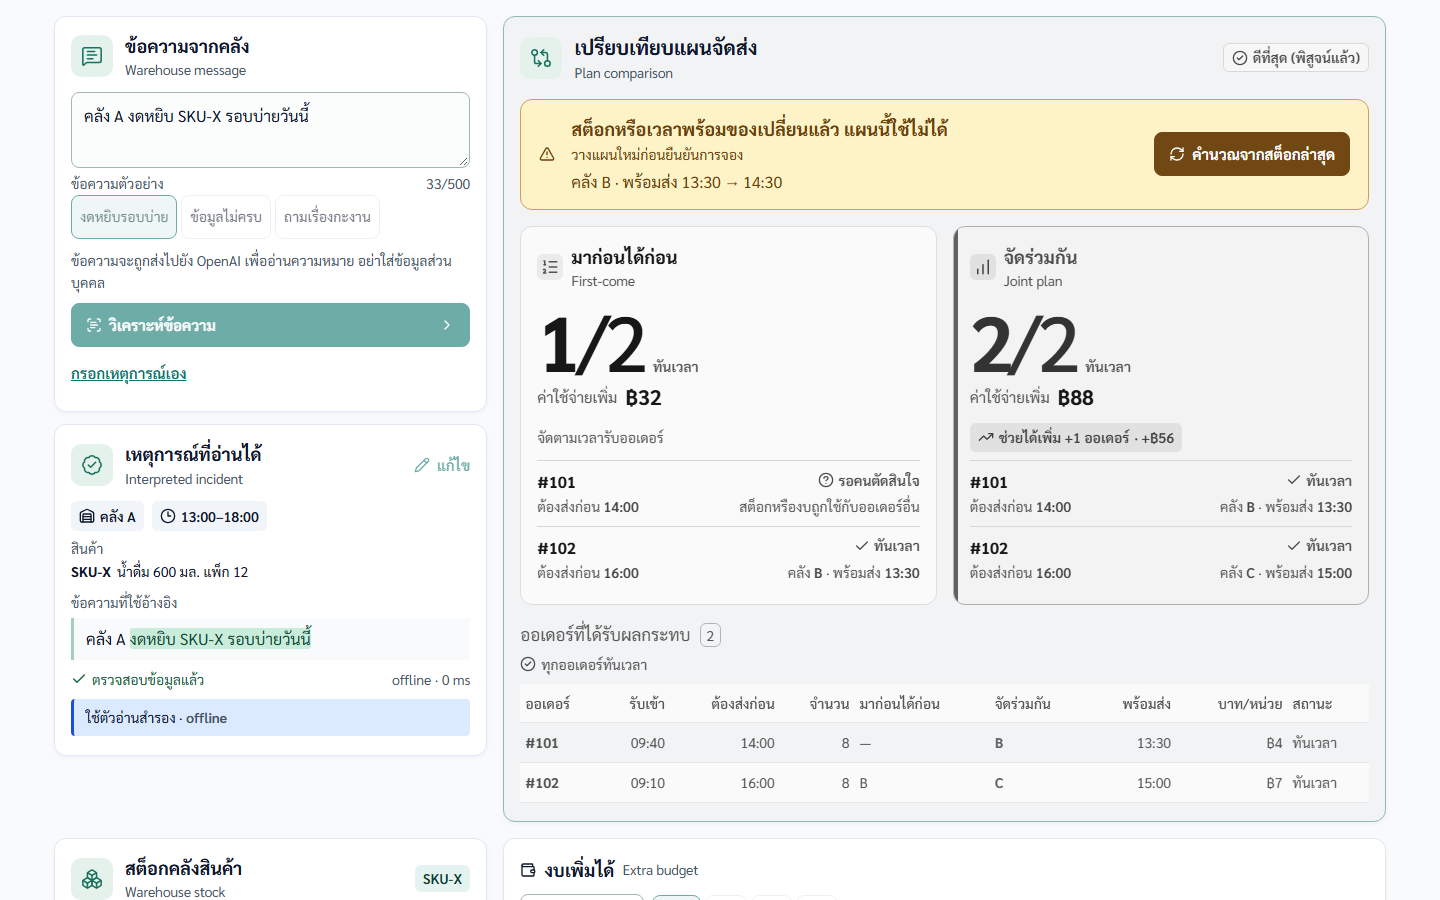 ข้อความจากคลัง
Warehouse message
คลัง A งดหยิบ SKU-X รอบบ่ายวันนี้
ข้อความตัวอย่าง 33/500
งดหยิบรอบบ่าย ข้อมูลไม่ครบ ถามเรื่องกะงาน
ข้อความจะถูกส่งไปยัง OpenAI เพื่ออ่านความหมาย อย่าใส่ข้อมูลส่วน
บุคคล
วิเคราะห์ข้อความ
กรอกเหตุการณ์เอง
เหตุการณ์ที่อ่านได้
Interpreted incident
แก้ไข
คลัง A 13:00–18:00
สินค้า
SKU-X น้ำดื่ม 600 มล. แพ็ก 12
ข้อความที่ใช้อ้างอิง
คลัง A งดหยิบ SKU-X รอบบ่ายวันนี้
ตรวจสอบข้อมูลแล้ว offline · 0 ms
ใช้ตัวอ่านสำรอง · offline
สต็อกคลังสินค้า
Warehouse stock
SKU-X
เปรียบเทียบแผนจัดส่ง
Plan comparison
ดีที่สุด (พิสูจน์แล้ว)
สต็อกหรือเวลาพร้อมของเปลี่ยนแล้ว แผนนี้ใช้ไม่ได้
วางแผนใหม่ก่อนยืนยันการจอง
คลัง B · พร้อมส่ง 13:30 → 14:30
คำนวณจากสต็อกล่าสุด
มาก่อนได้ก่อน
First-come
1/2 ทันเวลา
ค่าใช้จ่ายเพิ่ม ฿32
จัดตามเวลารับออเดอร์
#101 รอคนตัดสินใจ
ต้องส่งก่อน 14:00 สต็อกหรืองบถูกใช้กับออเดอร์อื่น
#102 ทันเวลา
ต้องส่งก่อน 16:00 คลัง B · พร้อมส่ง 13:30
จัดร่วมกัน
Joint plan
2/2 ทันเวลา
ค่าใช้จ่ายเพิ่ม ฿88
ช่วยได้เพิ่ม +1 ออเดอร์ · +฿56
#101 ทันเวลา
ต้องส่งก่อน 14:00 คลัง B · พร้อมส่ง 13:30
#102 ทันเวลา
ต้องส่งก่อน 16:00 คลัง C · พร้อมส่ง 15:00
ออเดอร์ที่ได้รับผลกระทบ 2
ทุกออเดอร์ทันเวลา
ออเดอร์ รับเข้า ต้องส่งก่อน จำนวน มาก่อนได้ก่อน จัดร่วมกัน พร้อมส่ง บาท/หน่วย สถานะ
#101 09:40 14:00 8 — B 13:30 ฿4 ทันเวลา
#102 09:10 16:00 8 B C 15:00 ฿7 ทันเวลา
งบเพิ่มได้ Extra budget